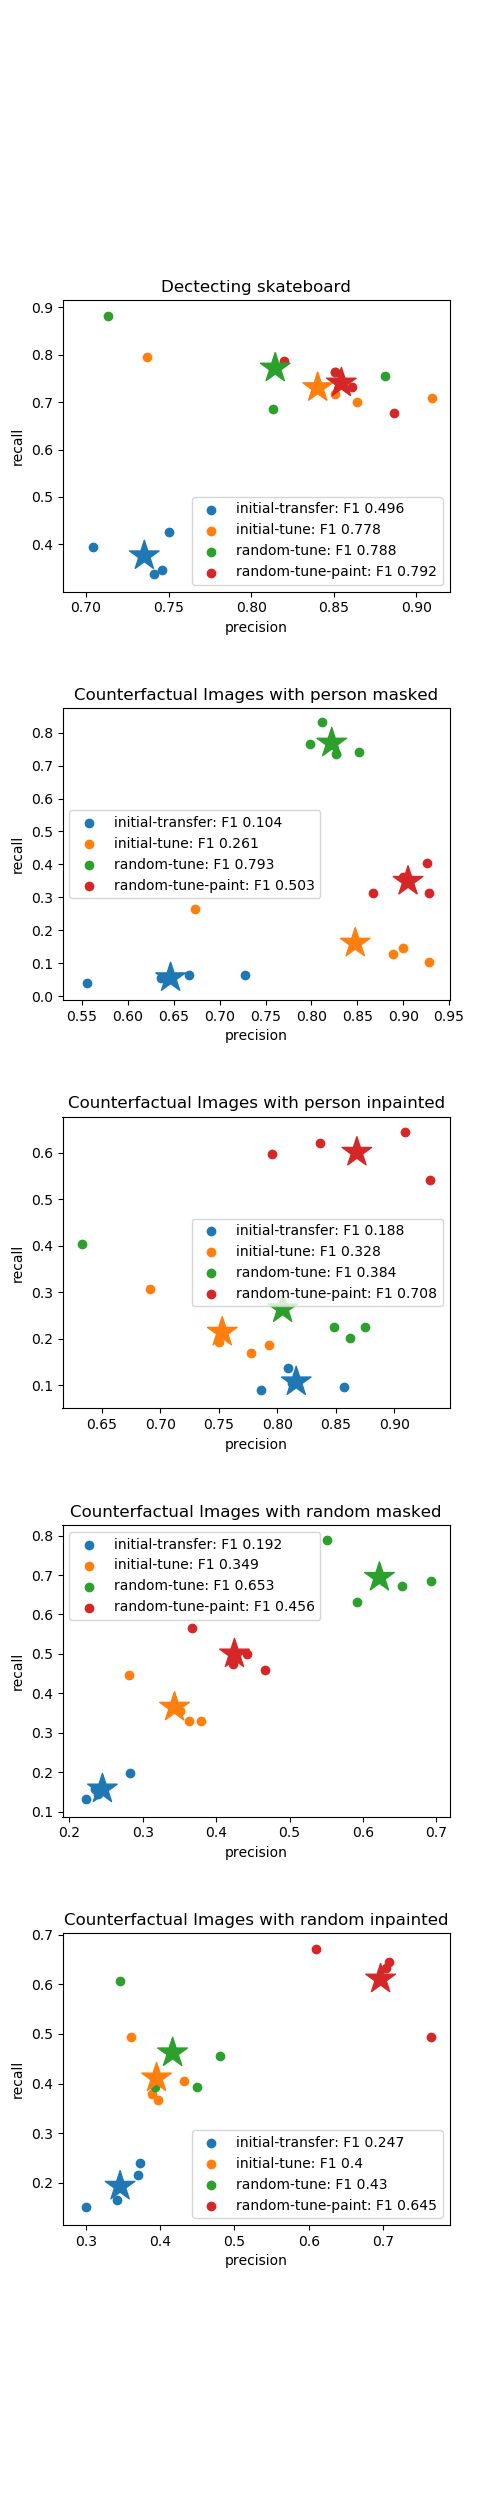 Dectecting skateboard
0.9
0.8
0.7
recall
0.5
0.4
initial-transfer: F1 0.496
initial-tune: F1 0.778
random-tune: F1 0.788
random-tune-paint: F1 0.792
0.70 0.75 0.80 0.85 0.90
precision
Counterfactual Images with person masked
0.8
0.7
0.6
0.5
recall
0.4
0.3
0.2
0.1
0.0
initial-transfer: F1 0.104
initial-tune: F1 0.261
random-tune: F1 0.793
random-tune-paint: F1 0.503
0.55 0.60 0.65 0.70 0.75 0.80 0.85 0.90 0.95
precision
Counterfactual Images with person inpainted
0.6
0.5
0.4
recall
0.3
0.2
0.1
initial-transfer: F1 0.188
initial-tune: F1 0.328
random-tune: F1 0.384
random-tune-paint: F1 0.708
0.65 0.70 0.75 0.80 0.85 0.90
precision
Counterfactual Images with random masked
0.8
0.7
0.6
0.5
recall
0.4
0.3
0.2
0.1
initial-transfer: F1 0.192
initial-tune: F1 0.349
random-tune: F1 0.653
random-tune-paint: F1 0.456
0.2 0.3 0.4 0.5 0.6 0.7
precision
Counterfactual Images with random inpainted
0.7
0.6
0.5
recall
0.4
0.3
0.2
initial-transfer: F1 0.247
initial-tune: F1 0.4
random-tune: F1 0.43
random-tune-paint: F1 0.645
0.3 0.4 0.5 0.6 0.7
precision